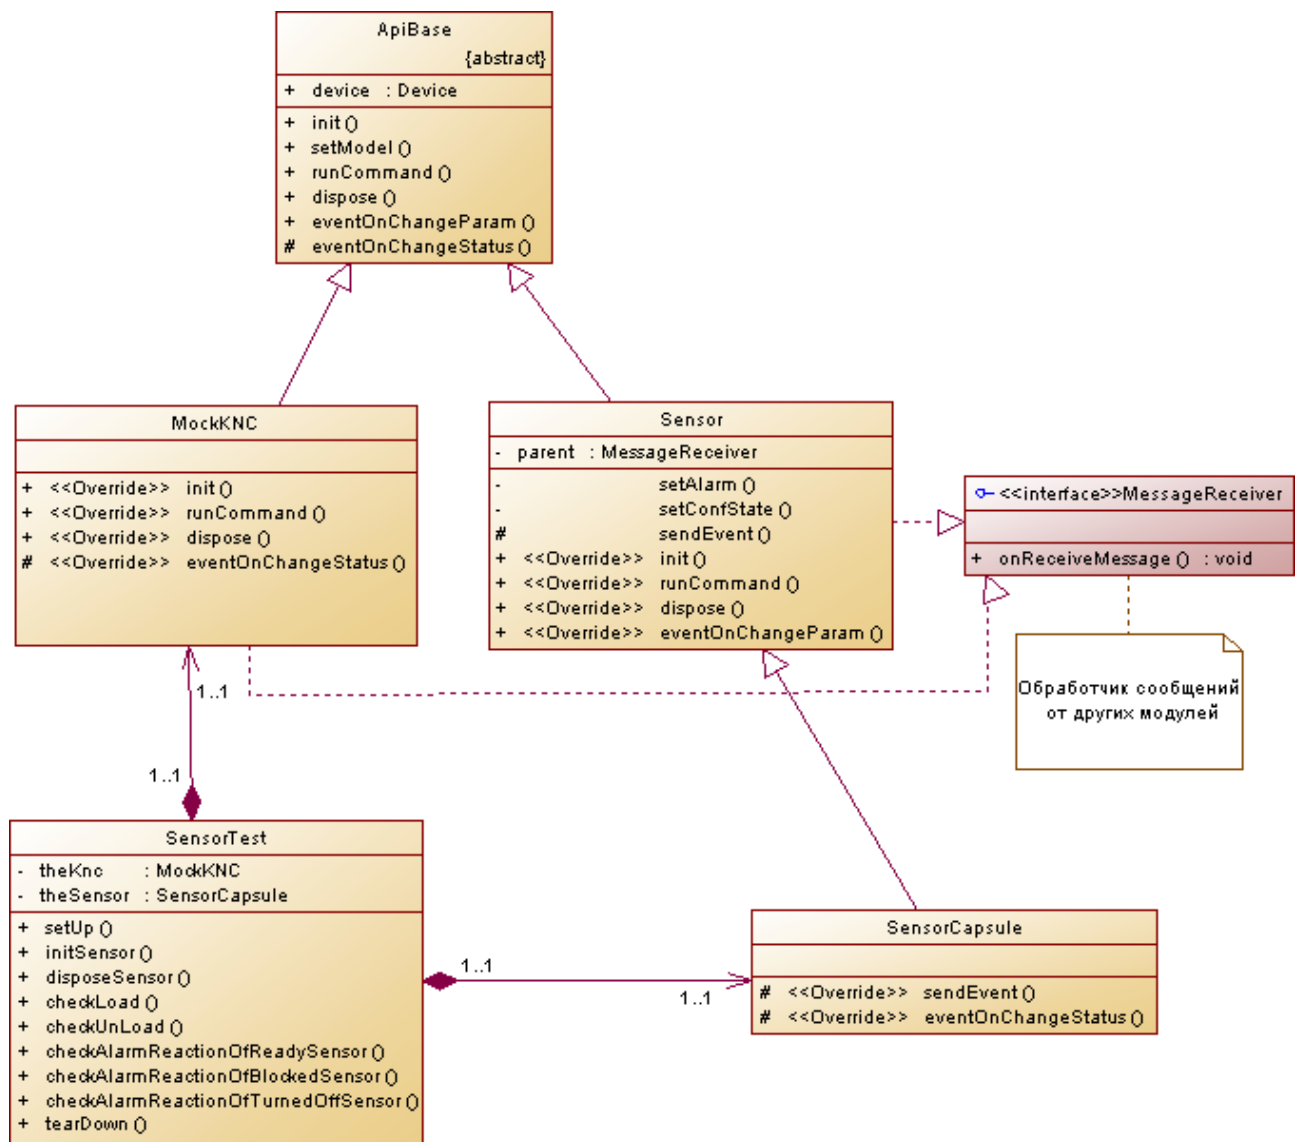 ApiBase
{abstract}
+ device : Device
+ init ()
+ setModel ()
+ runCommand ()
+ dispose ()
+ eventOnChangeParam ()
# eventOnChangeStatus ()
MockKNC
+ <<Override>> init ()
+ <<Override>> runCommand ()
+ <<Override>> dispose ()
# <<Override>> eventOnChangeStatus ()
Sensor
- parent : MessageReceiver
- setAlarm ()
- setConfState ()
# sendEvent ()
+ <<Override>> init ()
+ <<Override>> runCommand ()
+ <<Override>> dispose ()
+ <<Override>> eventOnChangeParam ()
<<interface>>MessageReceiver
+ onReceiveMessage () : void
Обработчик сообщений
от других модулей
1..1
1..1
SensorTest
- theKnc : MockKNC
- theSensor : SensorCapsule
+ setUp ()
+ initSensor ()
+ disposeSensor ()
+ checkLoad ()
+ checkUnLoad ()
+ checkAlarmReactionOfReadySensor ()
+ checkAlarmReactionOfBlockedSensor ()
+ checkAlarmReactionOfTurnedOffSensor ()
+ tearDown ()
1..1
1..1
SensorCapsule
# <<Override>> sendEvent ()
# <<Override>> eventOnChangeStatus ()